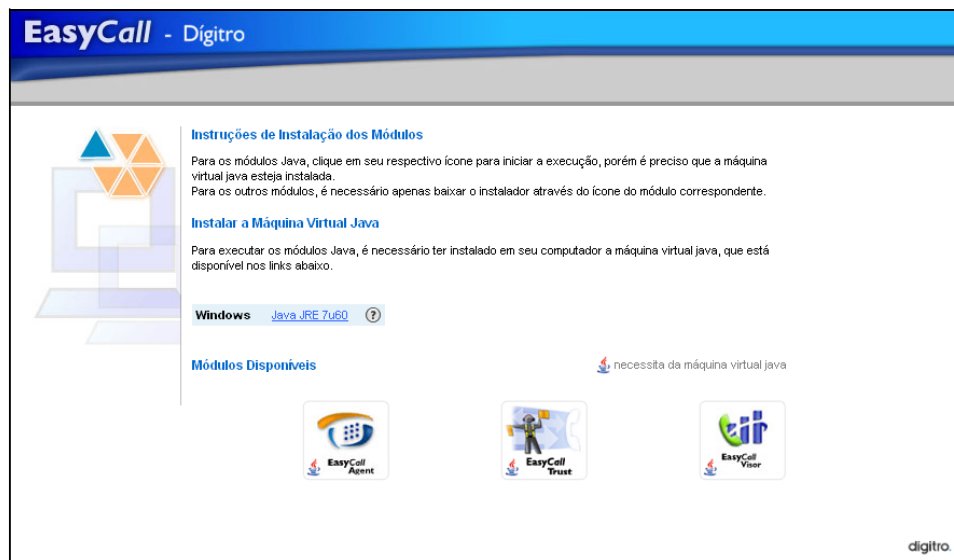 EasyCall - Dígitro
Instruções de Instalação dos Módulos
Para os módulos Java, clique em seu respectivo ícone para iniciar a execução, porém é preciso que a máquina
virtual java esteja instalada.
Para os outros módulos, é necessário apenas baixar o instalador através do ícone do módulo correspondente.
Instalar a Máquina Virtual Java
Para executar os módulos Java, é necessário ter instalado em seu computador a máquina virtual java, que está
disponível nos links abaixo.
Windows Java JRE 7u60 ?
Módulos Disponíveis
necessita da máquina virtual java
EasyCall
Agent
EasyCall
Trust
EasyCall
Visor
digitro.